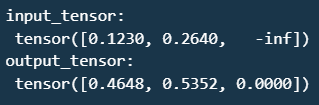 input_tensor:
 tensor([0.1230, 0.2640,   -inf])
output_tensor:
 tensor([0.4648, 0.5352, 0.0000])